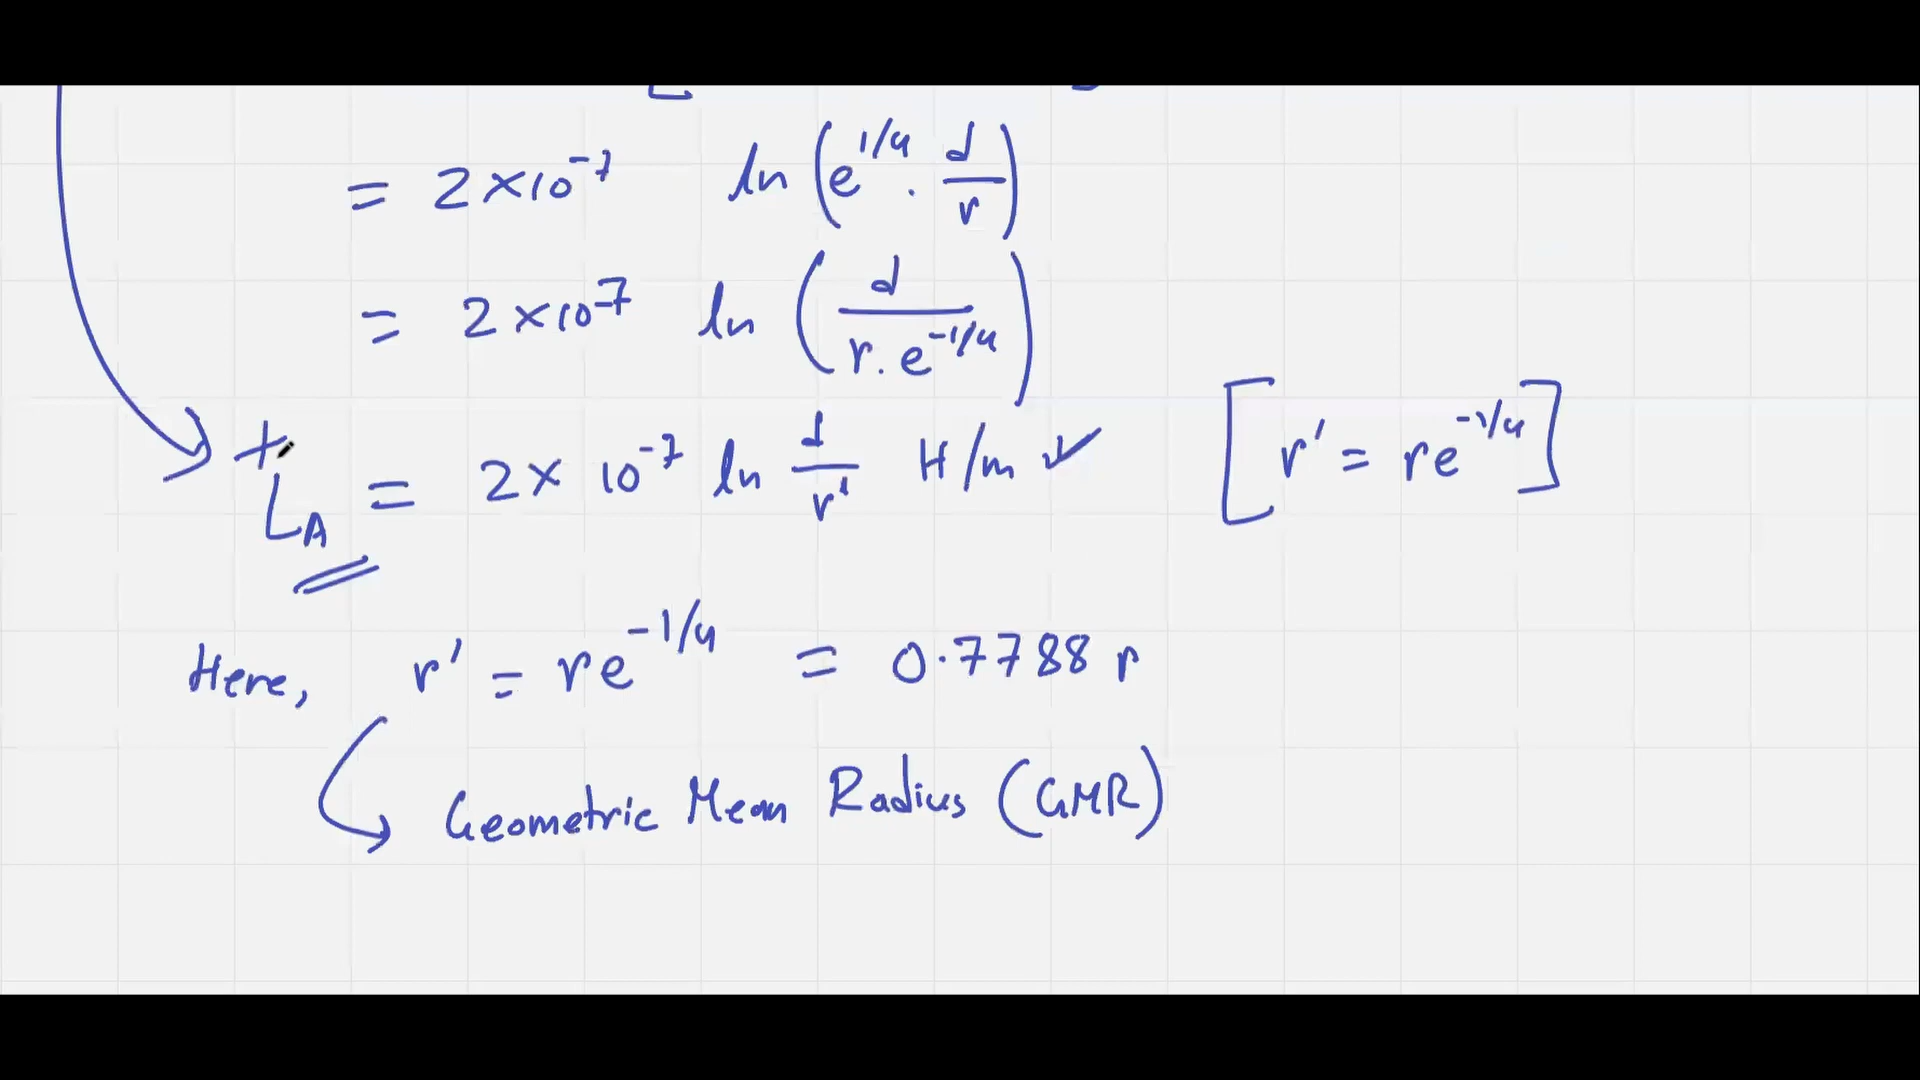 = 2×10⁻⁷ ln (e^{1/4} · d/r)
= 2×10⁻⁷ ln (d / (r. e^{-1/4}))
L_A = 2× 10⁻⁷ ln d/r' H/m ✓ [r' = re^{-1/4}]
Here, r' = re^{-1/4} = 0.7788 r
Geometric Mean Radius (GMR)